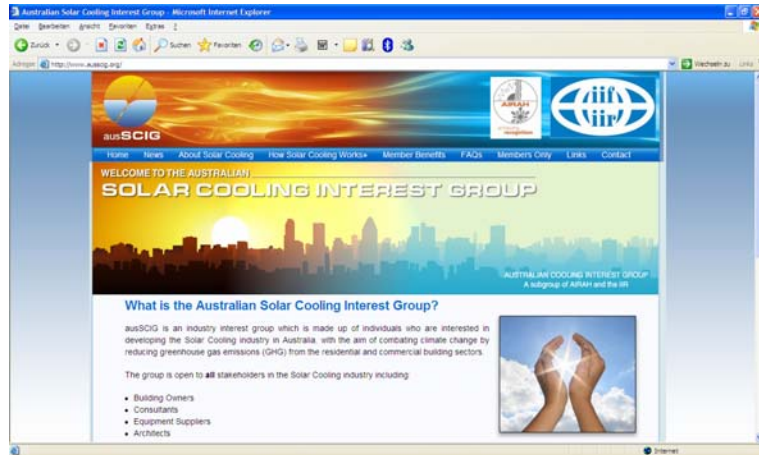 Australian Solar Cooling Interest Group - Microsoft Internet Explorer
Datei Bearbeiten Ansicht Favoriten Extras ?
Zurück Suchen Favoriten
Adresse http://www.ausscig.org/ Wechseln zu Links
ausSCIG
AIRAH
recognition
iif
iir
Home News About Solar Cooling How Solar Cooling Works» Member Benefits FAQs Members Only Links Contact
WELCOME TO THE AUSTRALIAN
SOLAR COOLING INTEREST GROUP
AUSTRALIAN COOLING INTEREST GROUP
A subgroup of AIRAH and the IIR
What is the Australian Solar Cooling Interest Group?
ausSCIG is an industry interest group which is made up of individuals who are interested in
developing the Solar Cooling industry in Australia, with the aim of combating climate change by
reducing greenhouse gas emissions (GHG) from the residential and commercial building sectors.
The group is open to all stakeholders in the Solar Cooling industry including:
Building Owners
Consultants
Equipment Suppliers
Architects
Internet